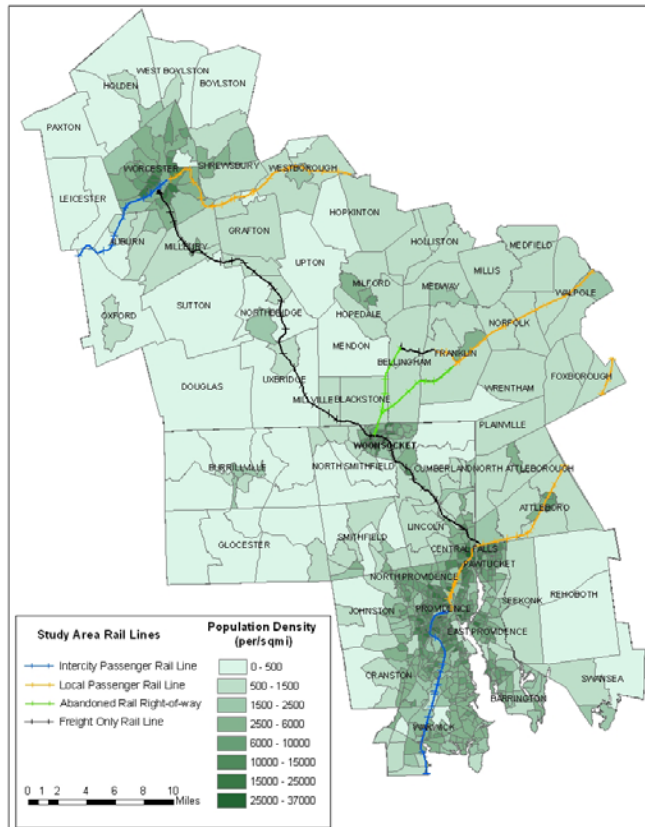 WEST BOYLSTON
HOLDEN
BOYLSTON
PAXTON
WORCESTER
SHREWSBURY
WESTBOROUGH
LEICESTER
HOPKINTON
AUBURN
MILLBURY
GRAFTON
HOLLISTON
MEDFIELD
UPTON
MILLIS
MILFORD
MEDWAY
WALPOLE
OXFORD
SUTTON
NORTHBRIDGE
HOPEDALE
NORFOLK
MENDON
FRANKLIN
BELLINGHAM
DOUGLAS
UXBRIDGE
FOXBOROUGH
MILLVILLE
BLACKSTONE
WRENTHAM
PLAINVILLE
WOONSOCKET
BURRILLVILLE
NORTH SMITHFIELD
CUMBERLAND
NORTH ATTLEBOROUGH
ATTLEBORO
LINCOLN
GLOCESTER
SMITHFIELD
CENTRAL FALLS
PAWTUCKET
NORTH PROVIDENCE
REHOBOTH
SEEKONK
JOHNSTON
PROVIDENCE
EAST PROVIDENCE
CRANSTON
SWANSEA
BARRINGTON
WARWICK
Study Area Rail Lines
Intercity Passenger Rail Line
Local Passenger Rail Line
Abandoned Rail Right-of-way
Freight Only Rail Line
0 1 2 4 6 8 10
Miles
Population Density
(per/sqmi)
0 - 500
500 - 1500
1500 - 2500
2500 - 6000
6000 - 10000
10000 - 15000
15000 - 25000
25000 - 37000